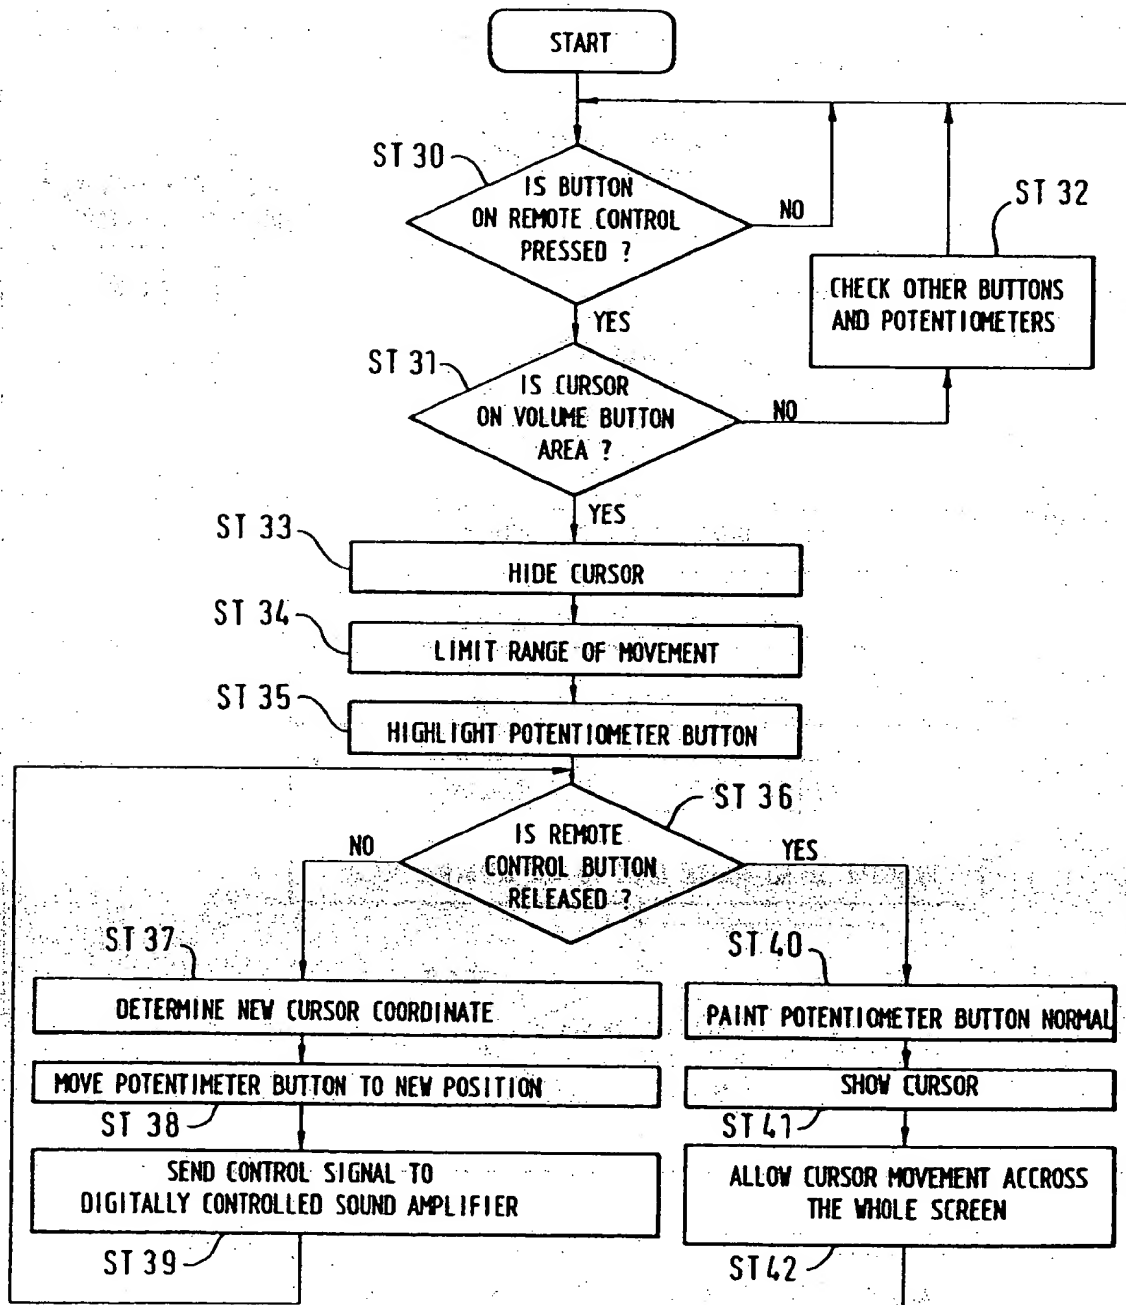 START
ST 30
IS BUTTON
ON REMOTE CONTROL
PRESSED ?
NO
ST 32
CHECK OTHER BUTTONS
AND POTENTIOMETERS
YES
ST 31
IS CURSOR
ON VOLUME BUTTON
AREA ?
NO
YES
ST 33
HIDE CURSOR
ST 34
LIMIT RANGE OF MOVEMENT
ST 35
HIGHLIGHT POTENTIOMETER BUTTON
ST 36
IS REMOTE
CONTROL BUTTON
RELEASED ?
NO
YES
ST 37
DETERMINE NEW CURSOR COORDINATE
MOVE POTENTIMETER BUTTON TO NEW POSITION
ST 38
SEND CONTROL SIGNAL TO
DIGITALLY CONTROLLED SOUND AMPLIFIER
ST 39
ST 40
PAINT POTENTIOMETER BUTTON NORMAL
SHOW CURSOR
ST 41
ALLOW CURSOR MOVEMENT ACCROSS
THE WHOLE SCREEN
ST 42